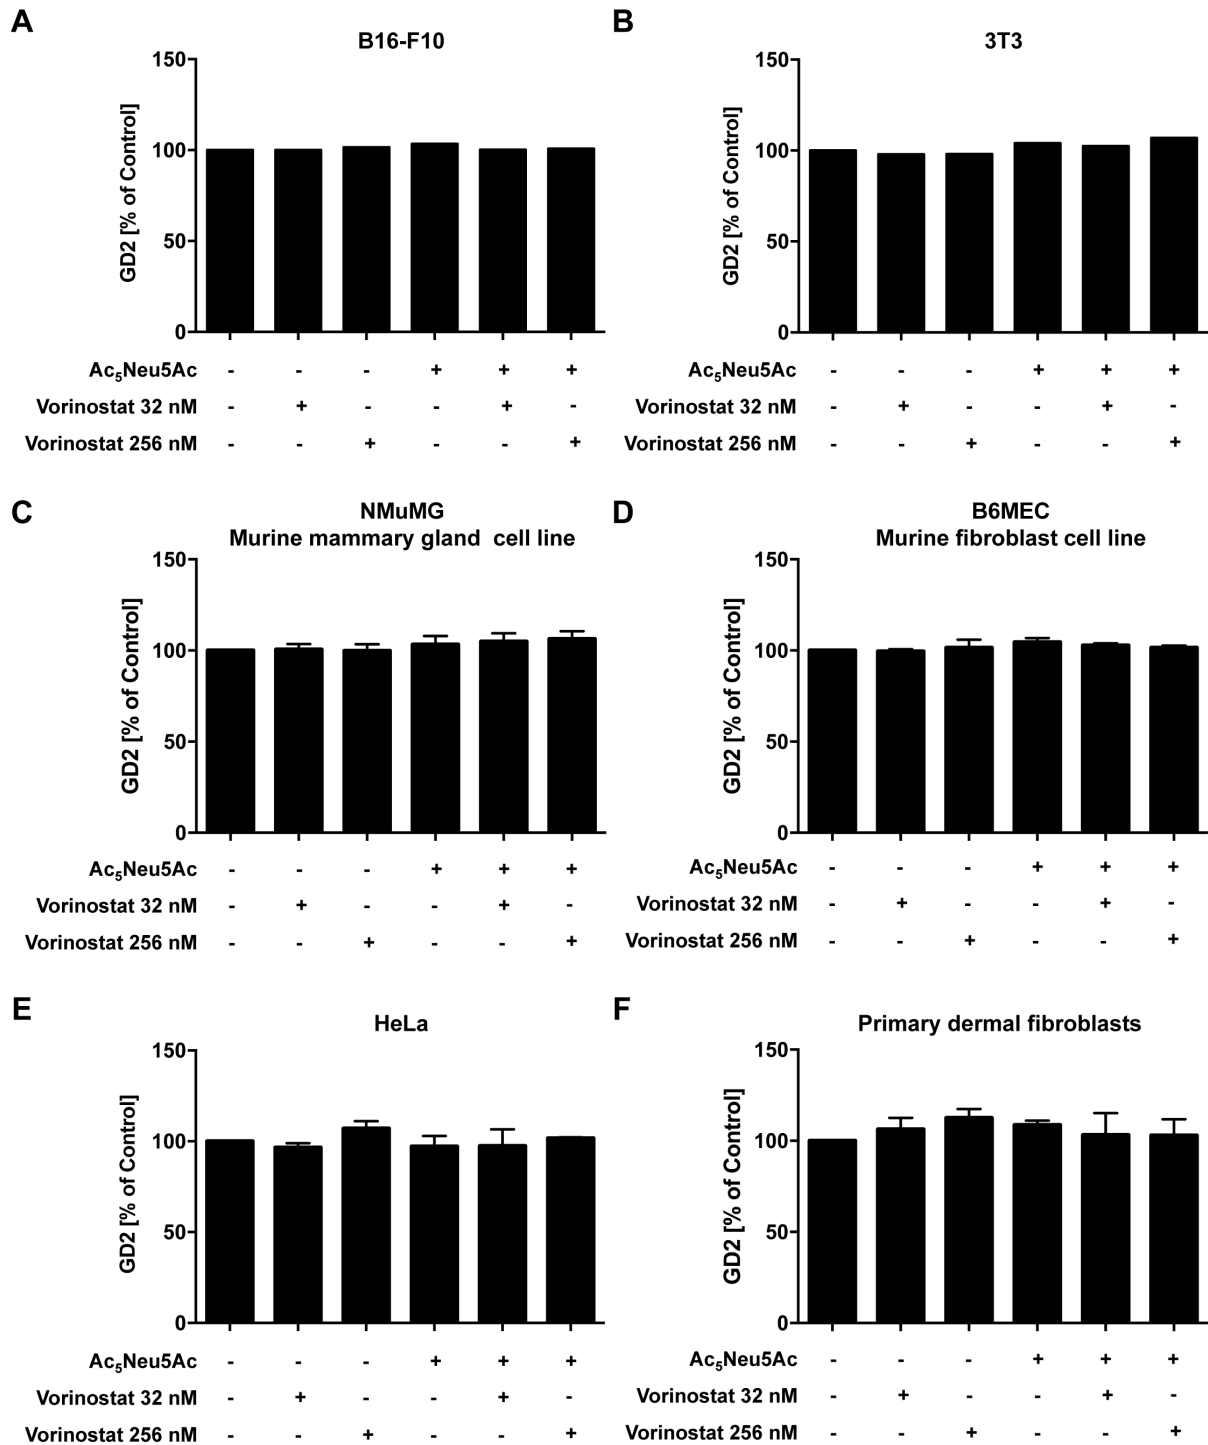 A
B16-F10
GD2 [% of Control]
150
100
50
0
Ac₅Neu5Ac - - - + + +
Vorinostat 32 nM - + - - + -
Vorinostat 256 nM - - + - - +
B
3T3
GD2 [% of Control]
150
100
50
0
Ac₅Neu5Ac - - - + + +
Vorinostat 32 nM - + - - + -
Vorinostat 256 nM - - + - - +
C
NMuMG
Murine mammary gland cell line
GD2 [% of Control]
150
100
50
0
Ac₅Neu5Ac - - - + + +
Vorinostat 32 nM - + - - + -
Vorinostat 256 nM - - + - - +
D
B6MEC
Murine fibroblast cell line
GD2 [% of Control]
150
100
50
0
Ac₅Neu5Ac - - - + + +
Vorinostat 32 nM - + - - + -
Vorinostat 256 nM - - + - - +
E
HeLa
GD2 [% of Control]
150
100
50
0
Ac₅Neu5Ac - - - + + +
Vorinostat 32 nM - + - - + -
Vorinostat 256 nM - - + - - +
F
Primary dermal fibroblasts
GD2 [% of Control]
150
100
50
0
Ac₅Neu5Ac - - - + + +
Vorinostat 32 nM - + - - + -
Vorinostat 256 nM - - + - - +